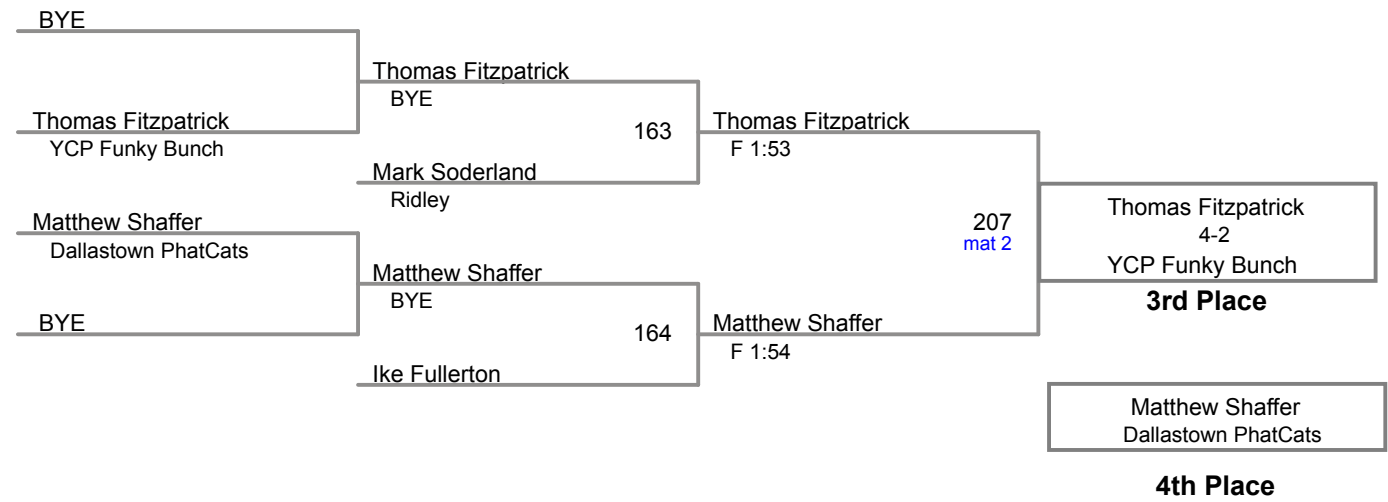 BYE
Thomas Fitzpatrick
BYE
Thomas Fitzpatrick
YCP Funky Bunch
163
Thomas Fitzpatrick
F 1:53
Mark Soderland
Ridley
Matthew Shaffer
Dallastown PhatCats
207
mat 2
Thomas Fitzpatrick
4-2
YCP Funky Bunch
3rd Place
Matthew Shaffer
BYE
BYE
164
Matthew Shaffer
F 1:54
Ike Fullerton
Matthew Shaffer
Dallastown PhatCats
4th Place